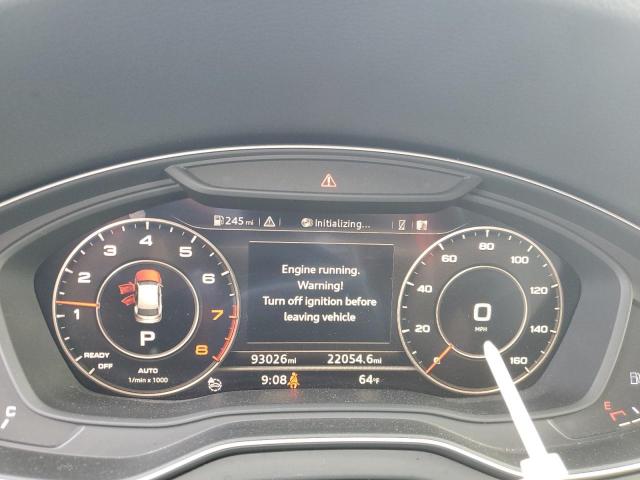 245 mi Initializing...
1 2 3 4 5 6 7 8
READY
OFF
P
AUTO
1/min x 1000
Engine running.
Warning!
Turn off ignition before
leaving vehicle
93026mi 22054.6mi
9:08 64°F
0 20 40 60 80 100 120 140 160
0
MPH
C
E